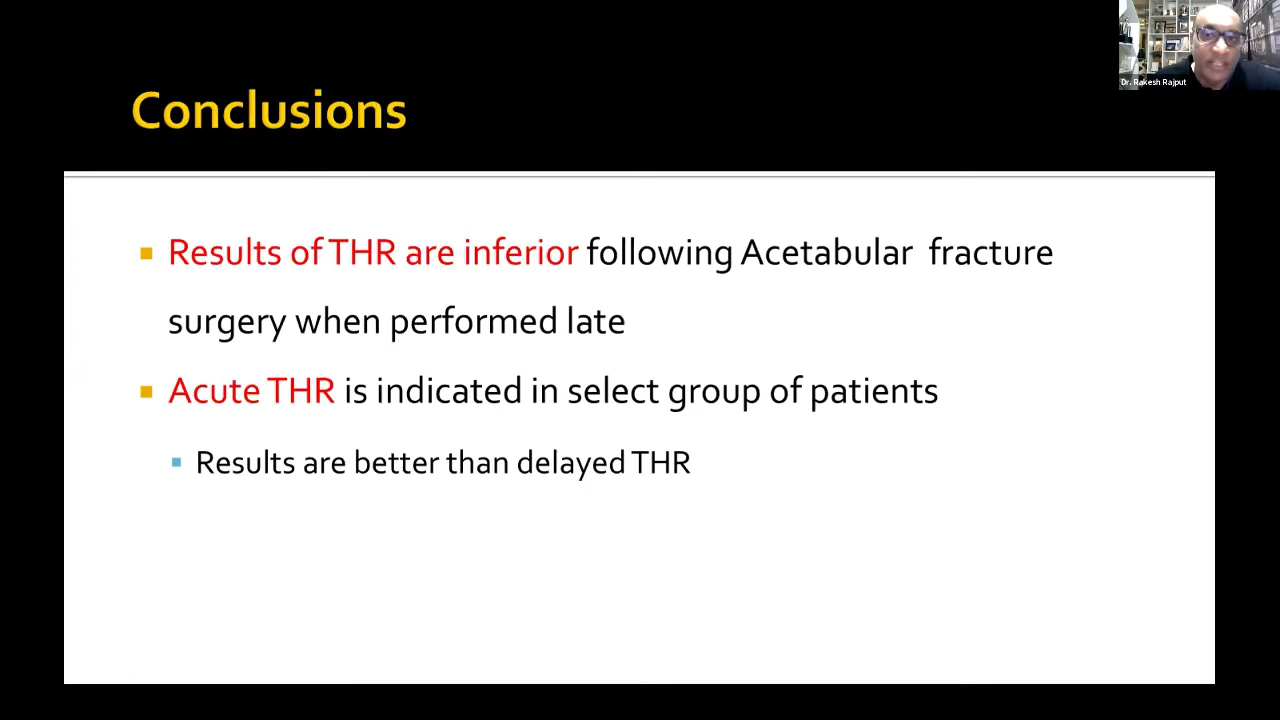 Dr. Rakesh Rajput
Conclusions
Results of THR are inferior following Acetabular fracture
surgery when performed late
Acute THR is indicated in select group of patients
Results are better than delayed THR